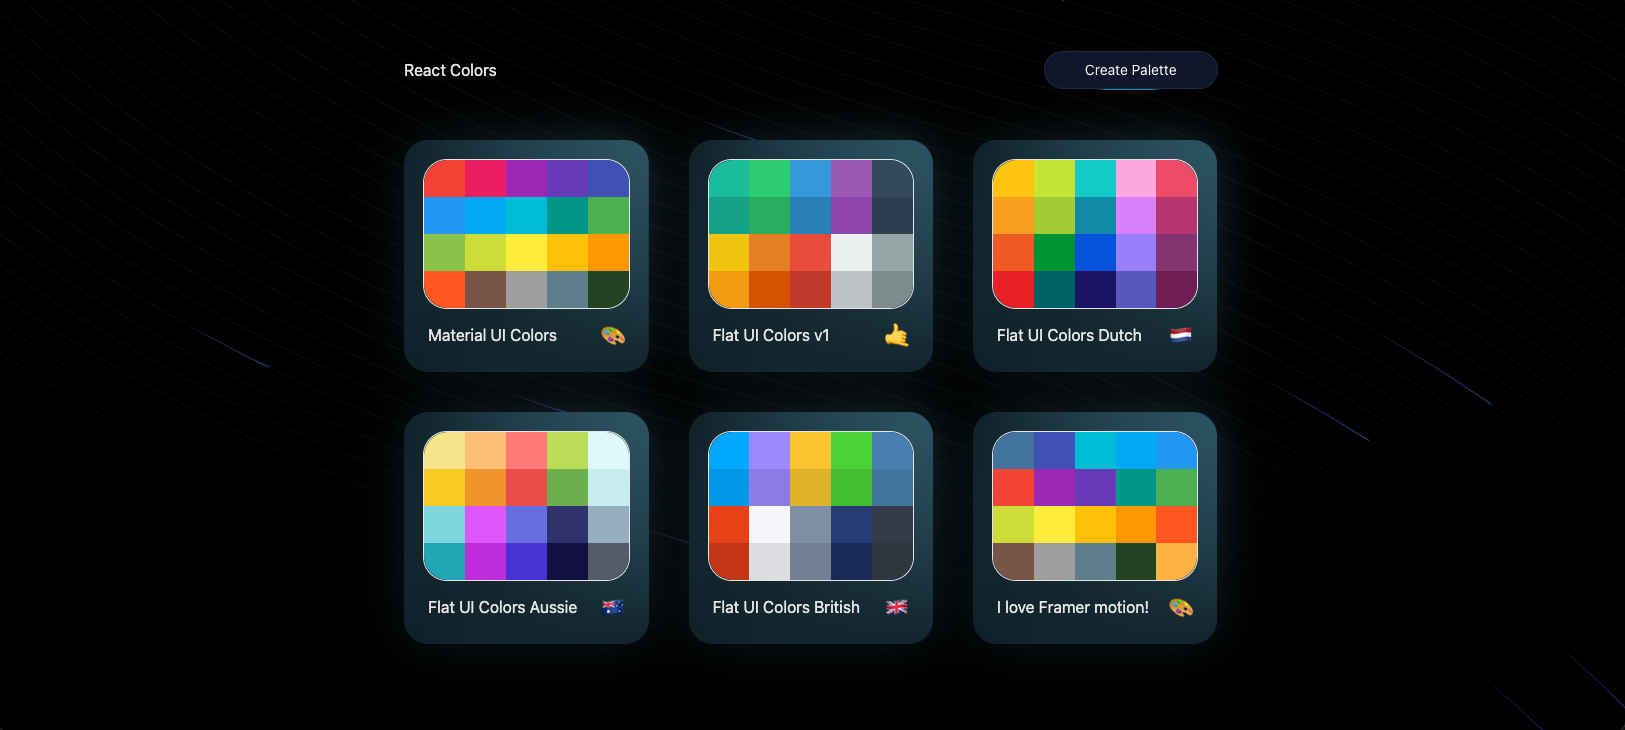 React Colors
Create Palette
Material UI Colors
Flat UI Colors v1
Flat UI Colors Dutch
Flat UI Colors Aussie
Flat UI Colors British
I love Framer motion!